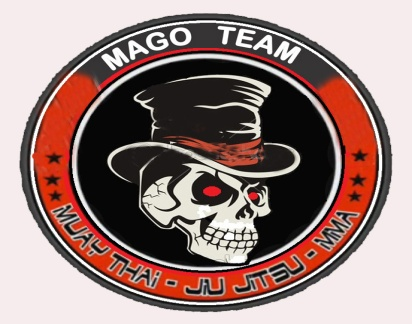 MAGO TEAM
MUAY THAi - JIU JITSU - MMA